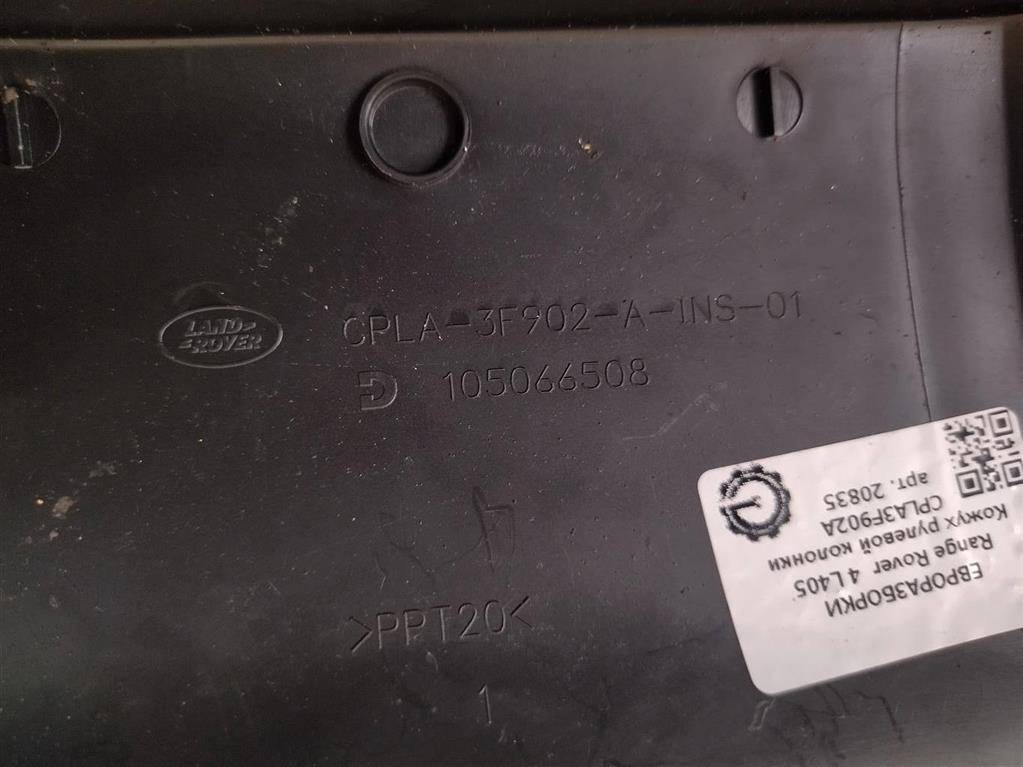 LAND
ROVER
CPLA-3F902-A-INS-01
D 105066508
>PPT20<
1
ЕВРОРАЗБОРКИ
Range Rover 4 L405
Кожух рулевой колонки
CPLA3F902A
арт. 20835